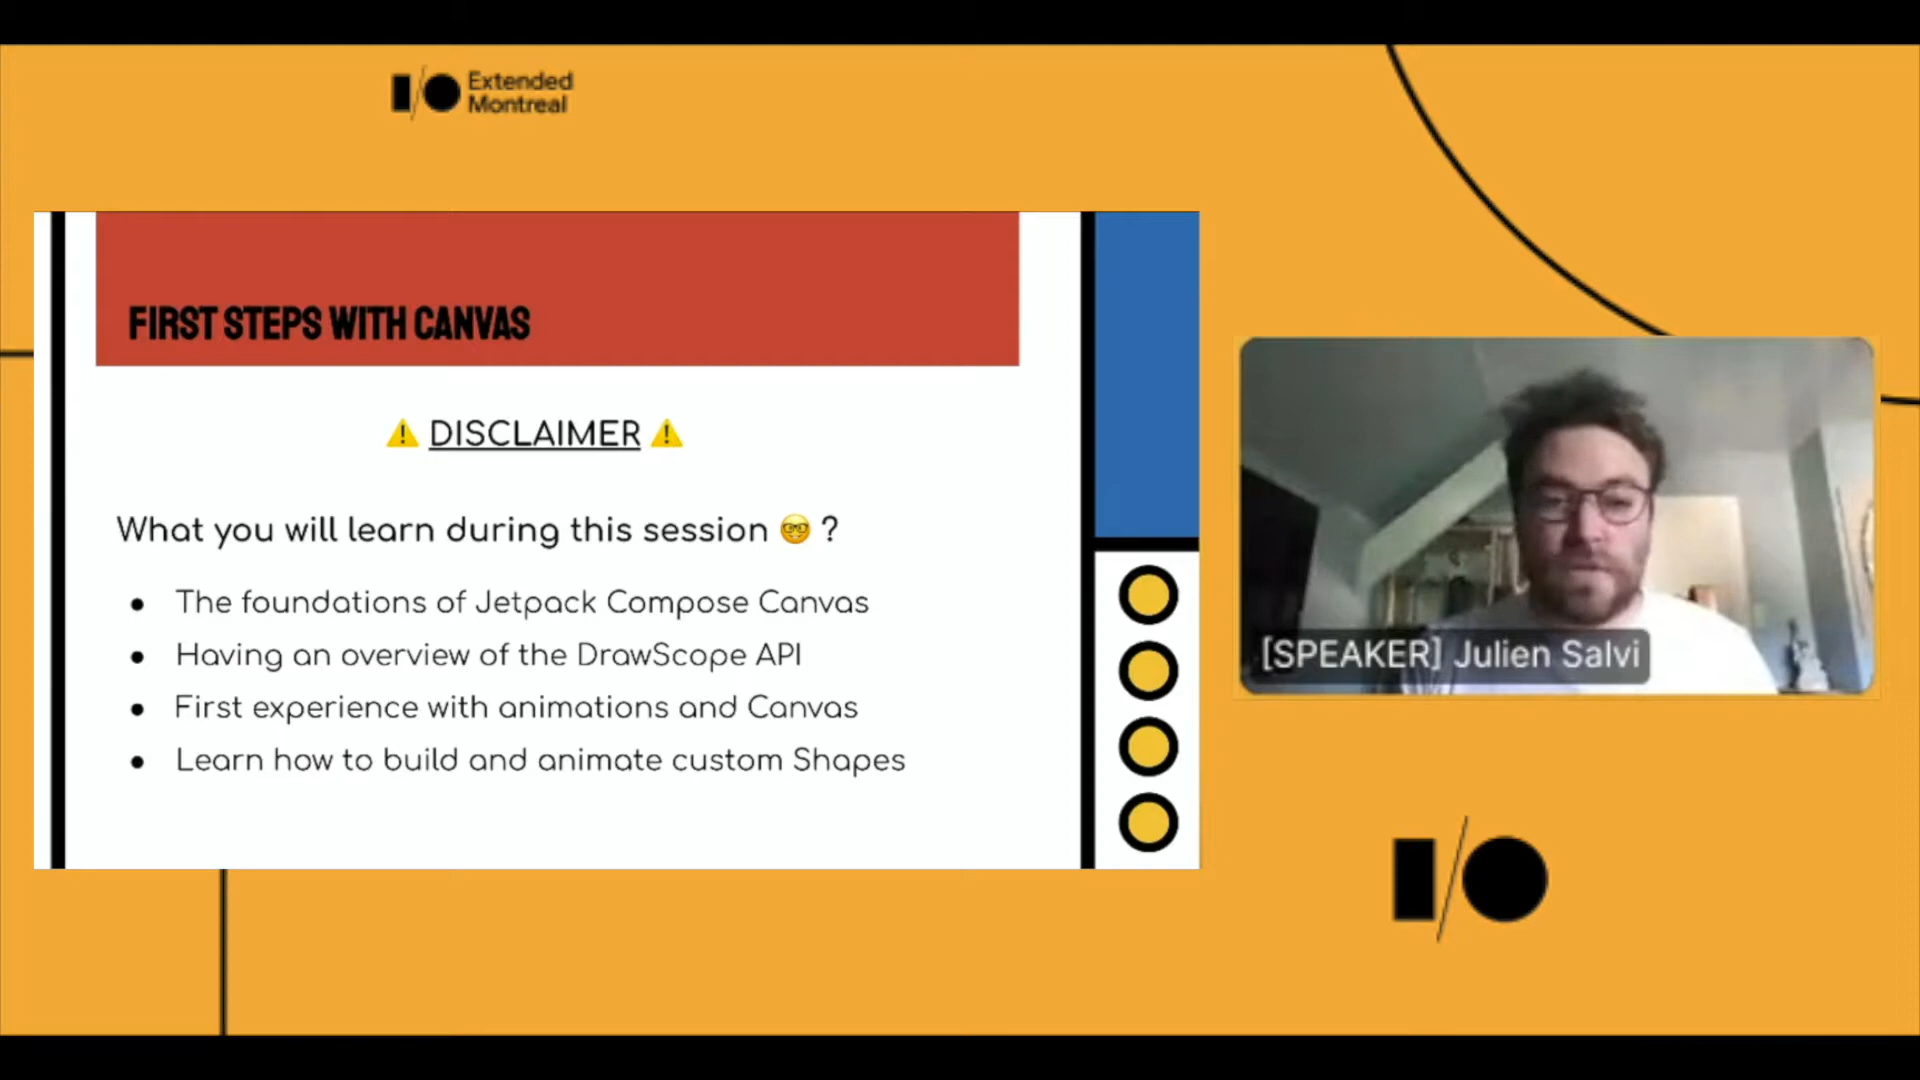 Extended
Montreal
FIRST STEPS WITH CANVAS
⚠️ DISCLAIMER ⚠️
What you will learn during this session 🤓 ?
● The foundations of Jetpack Compose Canvas
● Having an overview of the DrawScope API
● First experience with animations and Canvas
● Learn how to build and animate custom Shapes
[SPEAKER] Julien Salvi